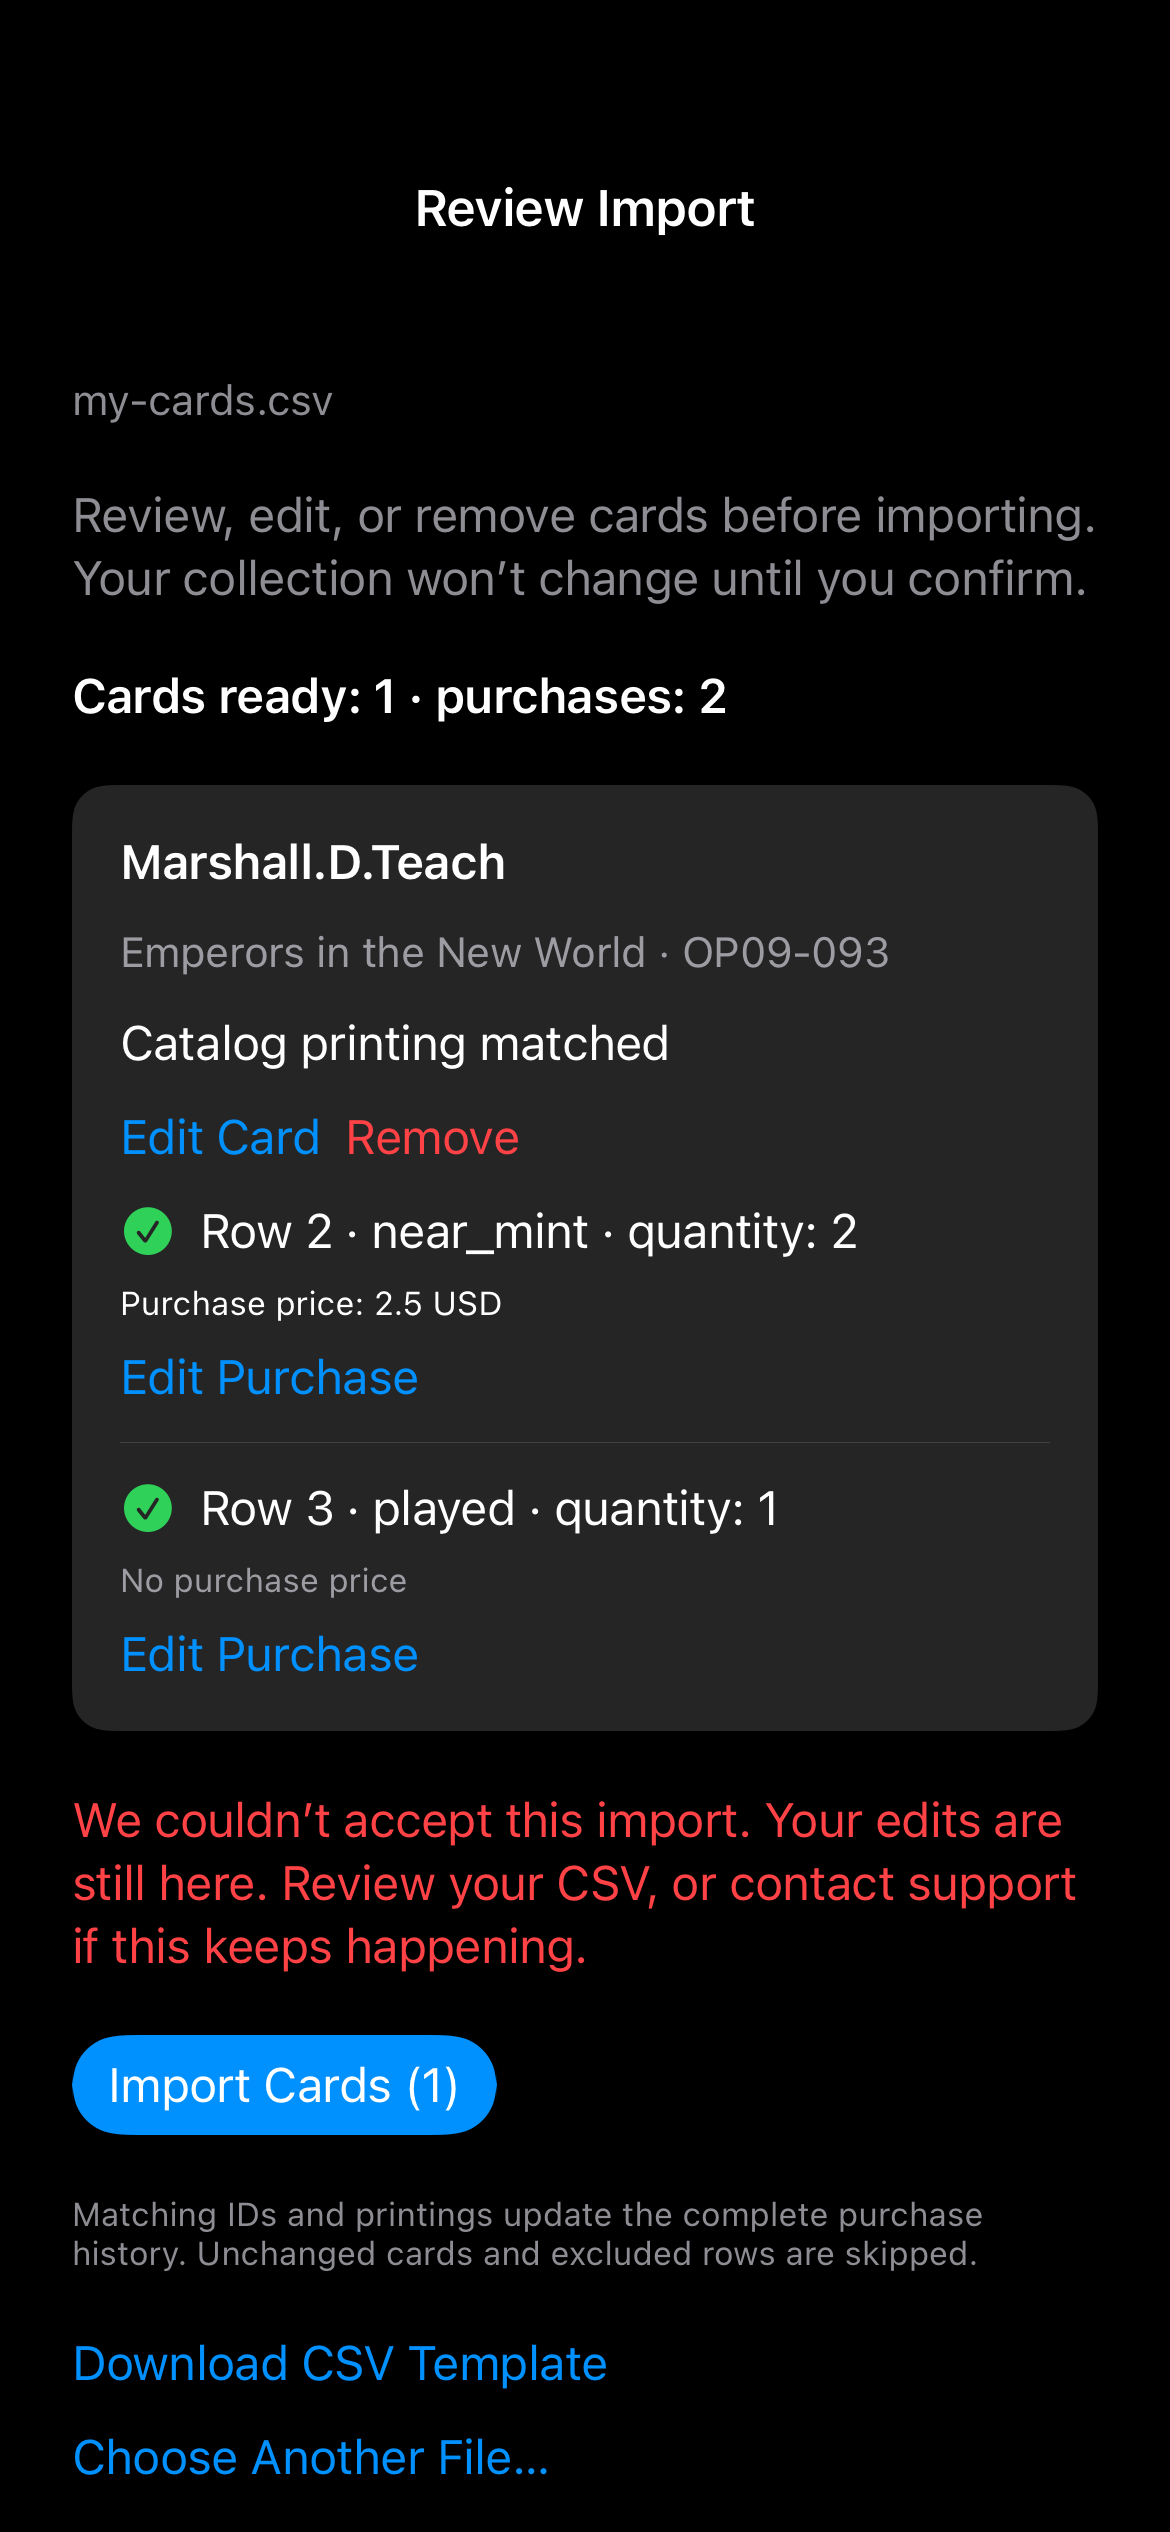 Review Import
my-cards.csv
Review, edit, or remove cards before importing.
Your collection won’t change until you confirm.
Cards ready: 1 · purchases: 2
Marshall.D.Teach
Emperors in the New World · OP09-093
Catalog printing matched
Edit Card Remove
Row 2 · near_mint · quantity: 2
Purchase price: 2.5 USD
Edit Purchase
Row 3 · played · quantity: 1
No purchase price
Edit Purchase
We couldn’t accept this import. Your edits are
still here. Review your CSV, or contact support
if this keeps happening.
Import Cards (1)
Matching IDs and printings update the complete purchase
history. Unchanged cards and excluded rows are skipped.
Download CSV Template
Choose Another File…